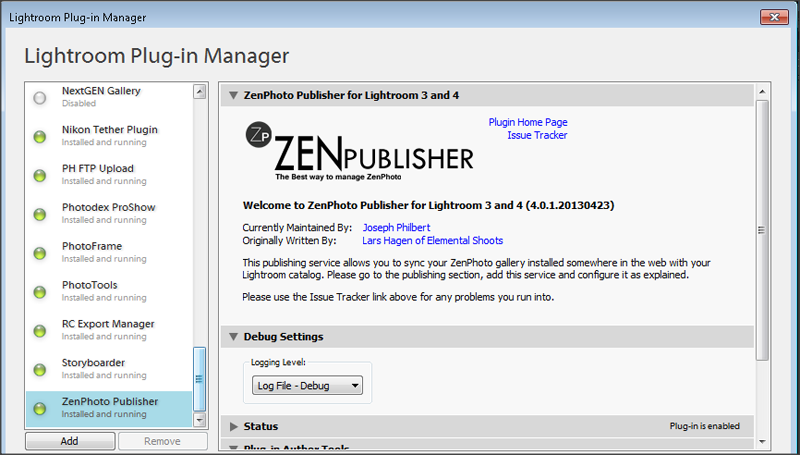 Lightroom Plug-in Manager
Lightroom Plug-in Manager
NextGEN Gallery
Disabled
Nikon Tether Plugin
Installed and running
PH FTP Upload
Installed and running
Photodex ProShow
Installed and running
PhotoFrame
Installed and running
PhotoTools
Installed and running
RC Export Manager
Installed and running
Storyboarder
Installed and running
ZenPhoto Publisher
Installed and running
Add
Remove
ZenPhoto Publisher for Lightroom 3 and 4
Plugin Home Page
Issue Tracker
Zp
ZENPUBLISHER
The Best way to manage ZenPhoto
Welcome to ZenPhoto Publisher for Lightroom 3 and 4 (4.0.1.20130423)
Currently Maintained By: Joseph Philbert
Originally Written By: Lars Hagen of Elemental Shoots
This publishing service allows you to sync your ZenPhoto gallery installed somewhere in the web with your
Lightroom catalog. Please go to the publishing section, add this service and configure it as explained.
Please use the Issue Tracker link above for any problems you run into.
Debug Settings
Logging Level:
Log File - Debug
Status
Plug-in is enabled
Plug-in Author Tools